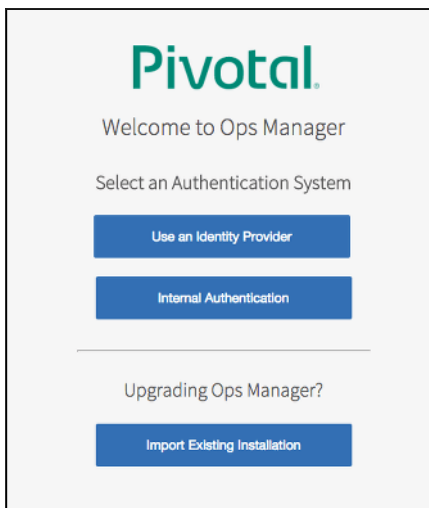 Pivotal.
Welcome to Ops Manager
Select an Authentication System
Use an Identity Provider
Internal Authentication
Upgrading Ops Manager?
Import Existing Installation